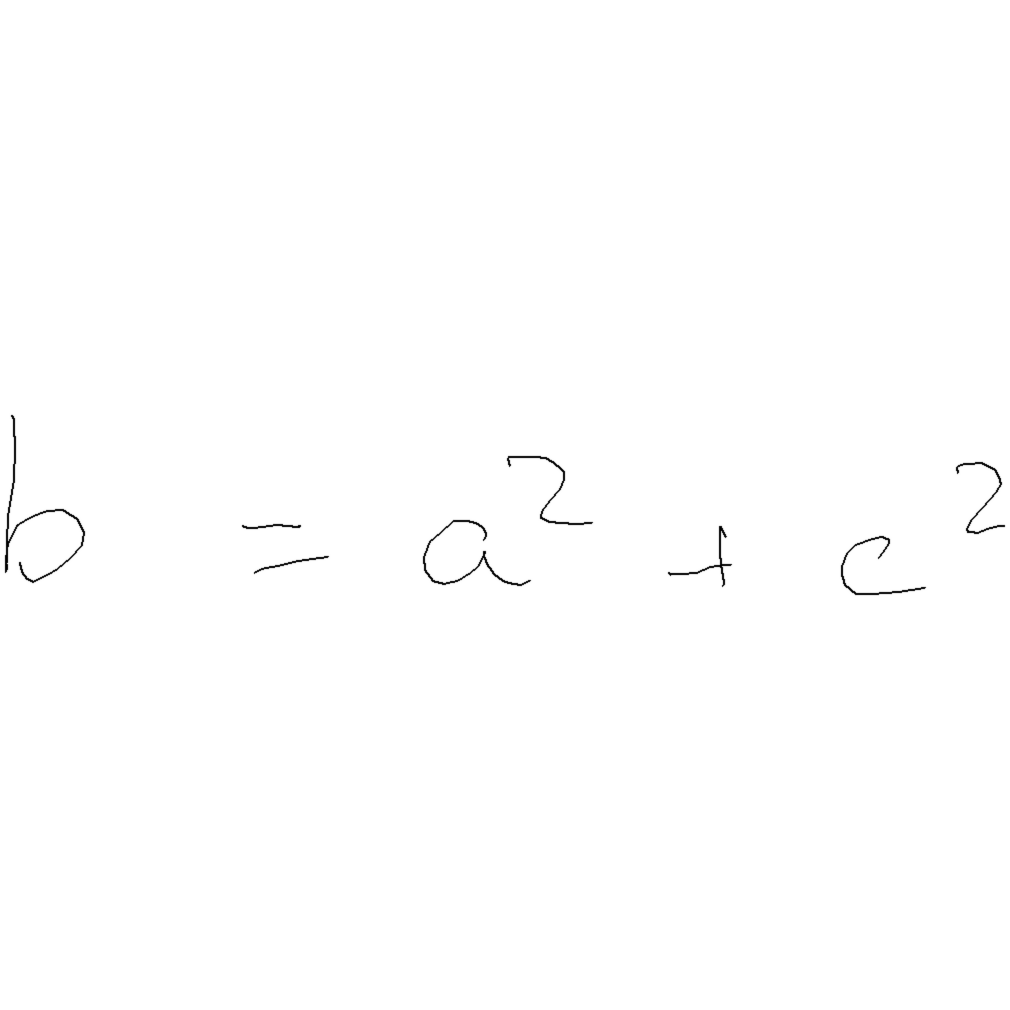 b = a² + c²